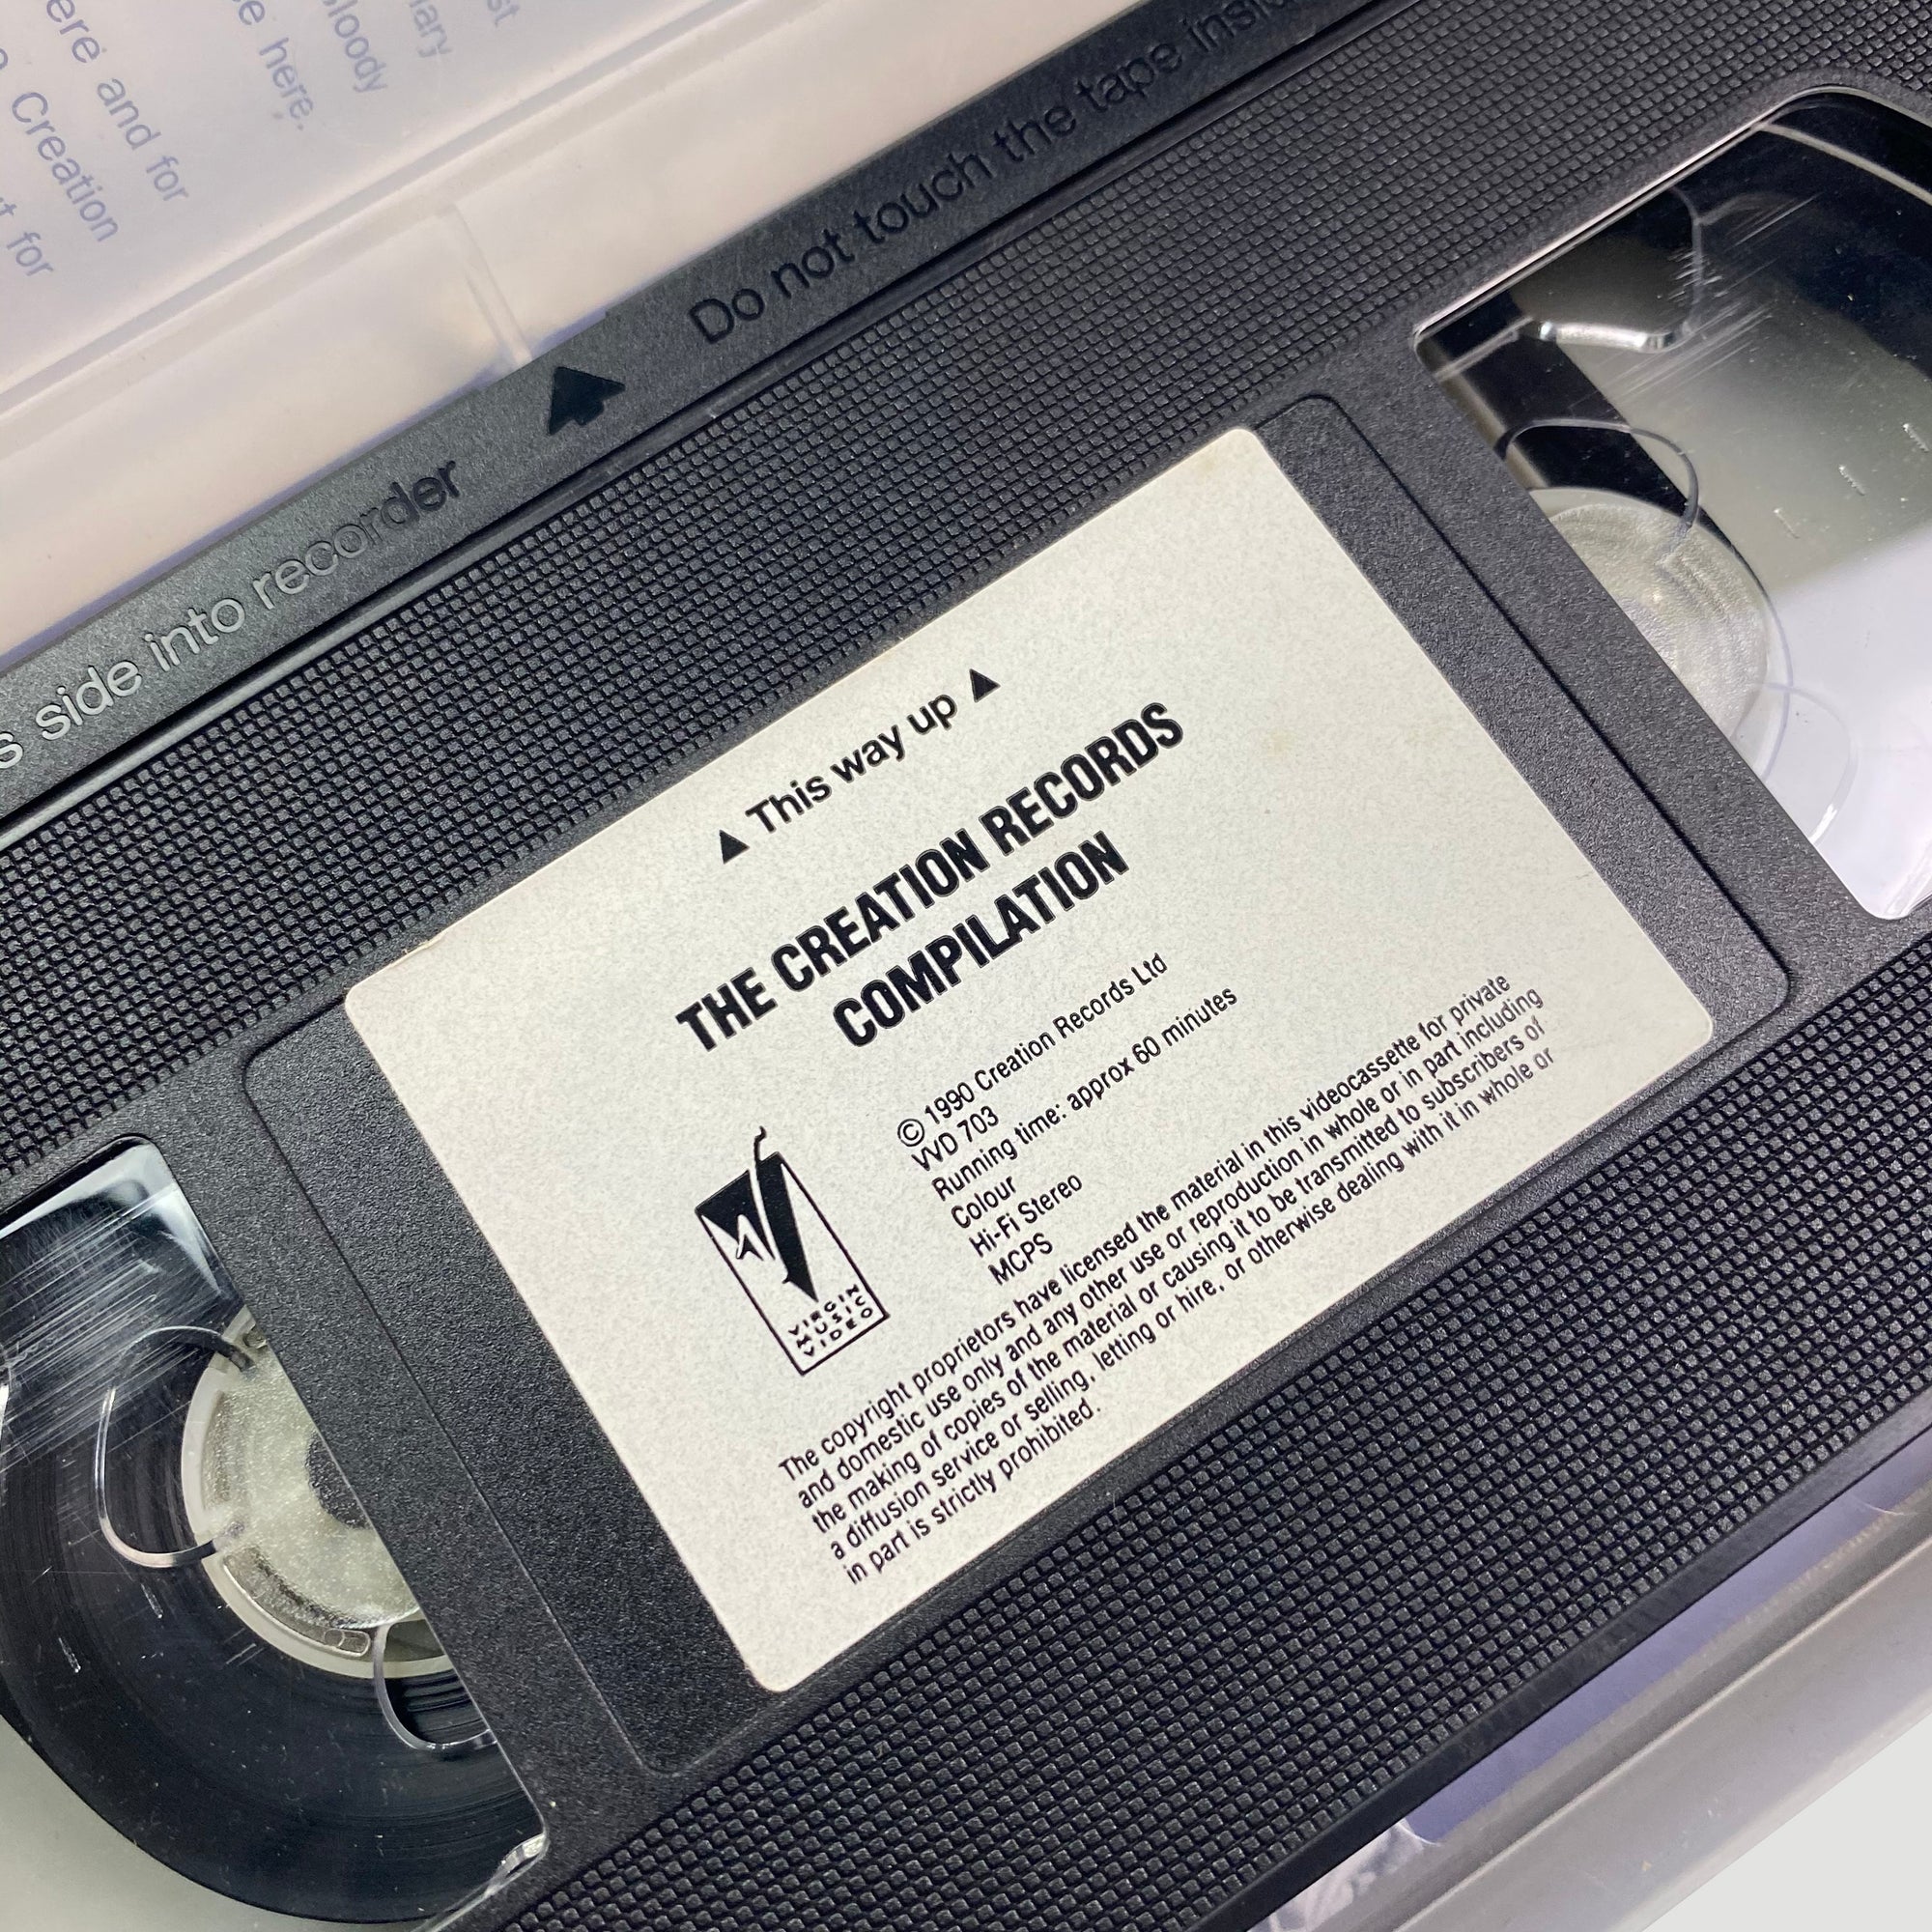 st
nary
Bloody
e here.
ere and for
Creation
t for
s side into recorder
Do not touch the tape inside
▲ This way up ▲
THE CREATION RECORDS
COMPILATION
© 1990 Creation Records Ltd
VVD 703
Running time: approx 60 minutes
Colour
Hi-Fi Stereo
MCPS
VIRGIN
MUSIC
VIDEO
The copyright proprietors have licensed the material in this videocassette for private
and domestic use only and any other use or reproduction in whole or in part including
the making of copies of the material or causing it to be transmitted to subscribers of
a diffusion service or selling, letting or hire, or otherwise dealing with it in whole or
in part is strictly prohibited.